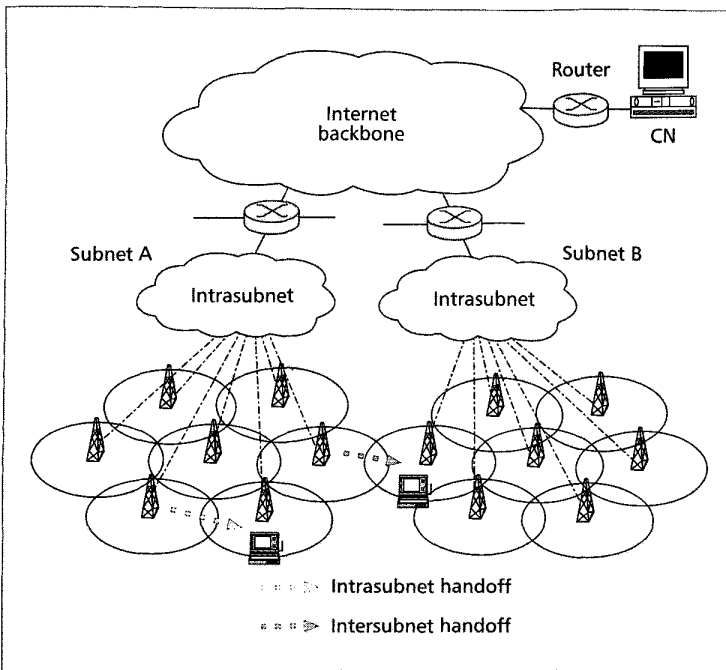 Router
Internet
backbone
CN
Subnet A
Subnet B
Intrasubnet
Intrasubnet
Intrasubnet handoff
Intersubnet handoff